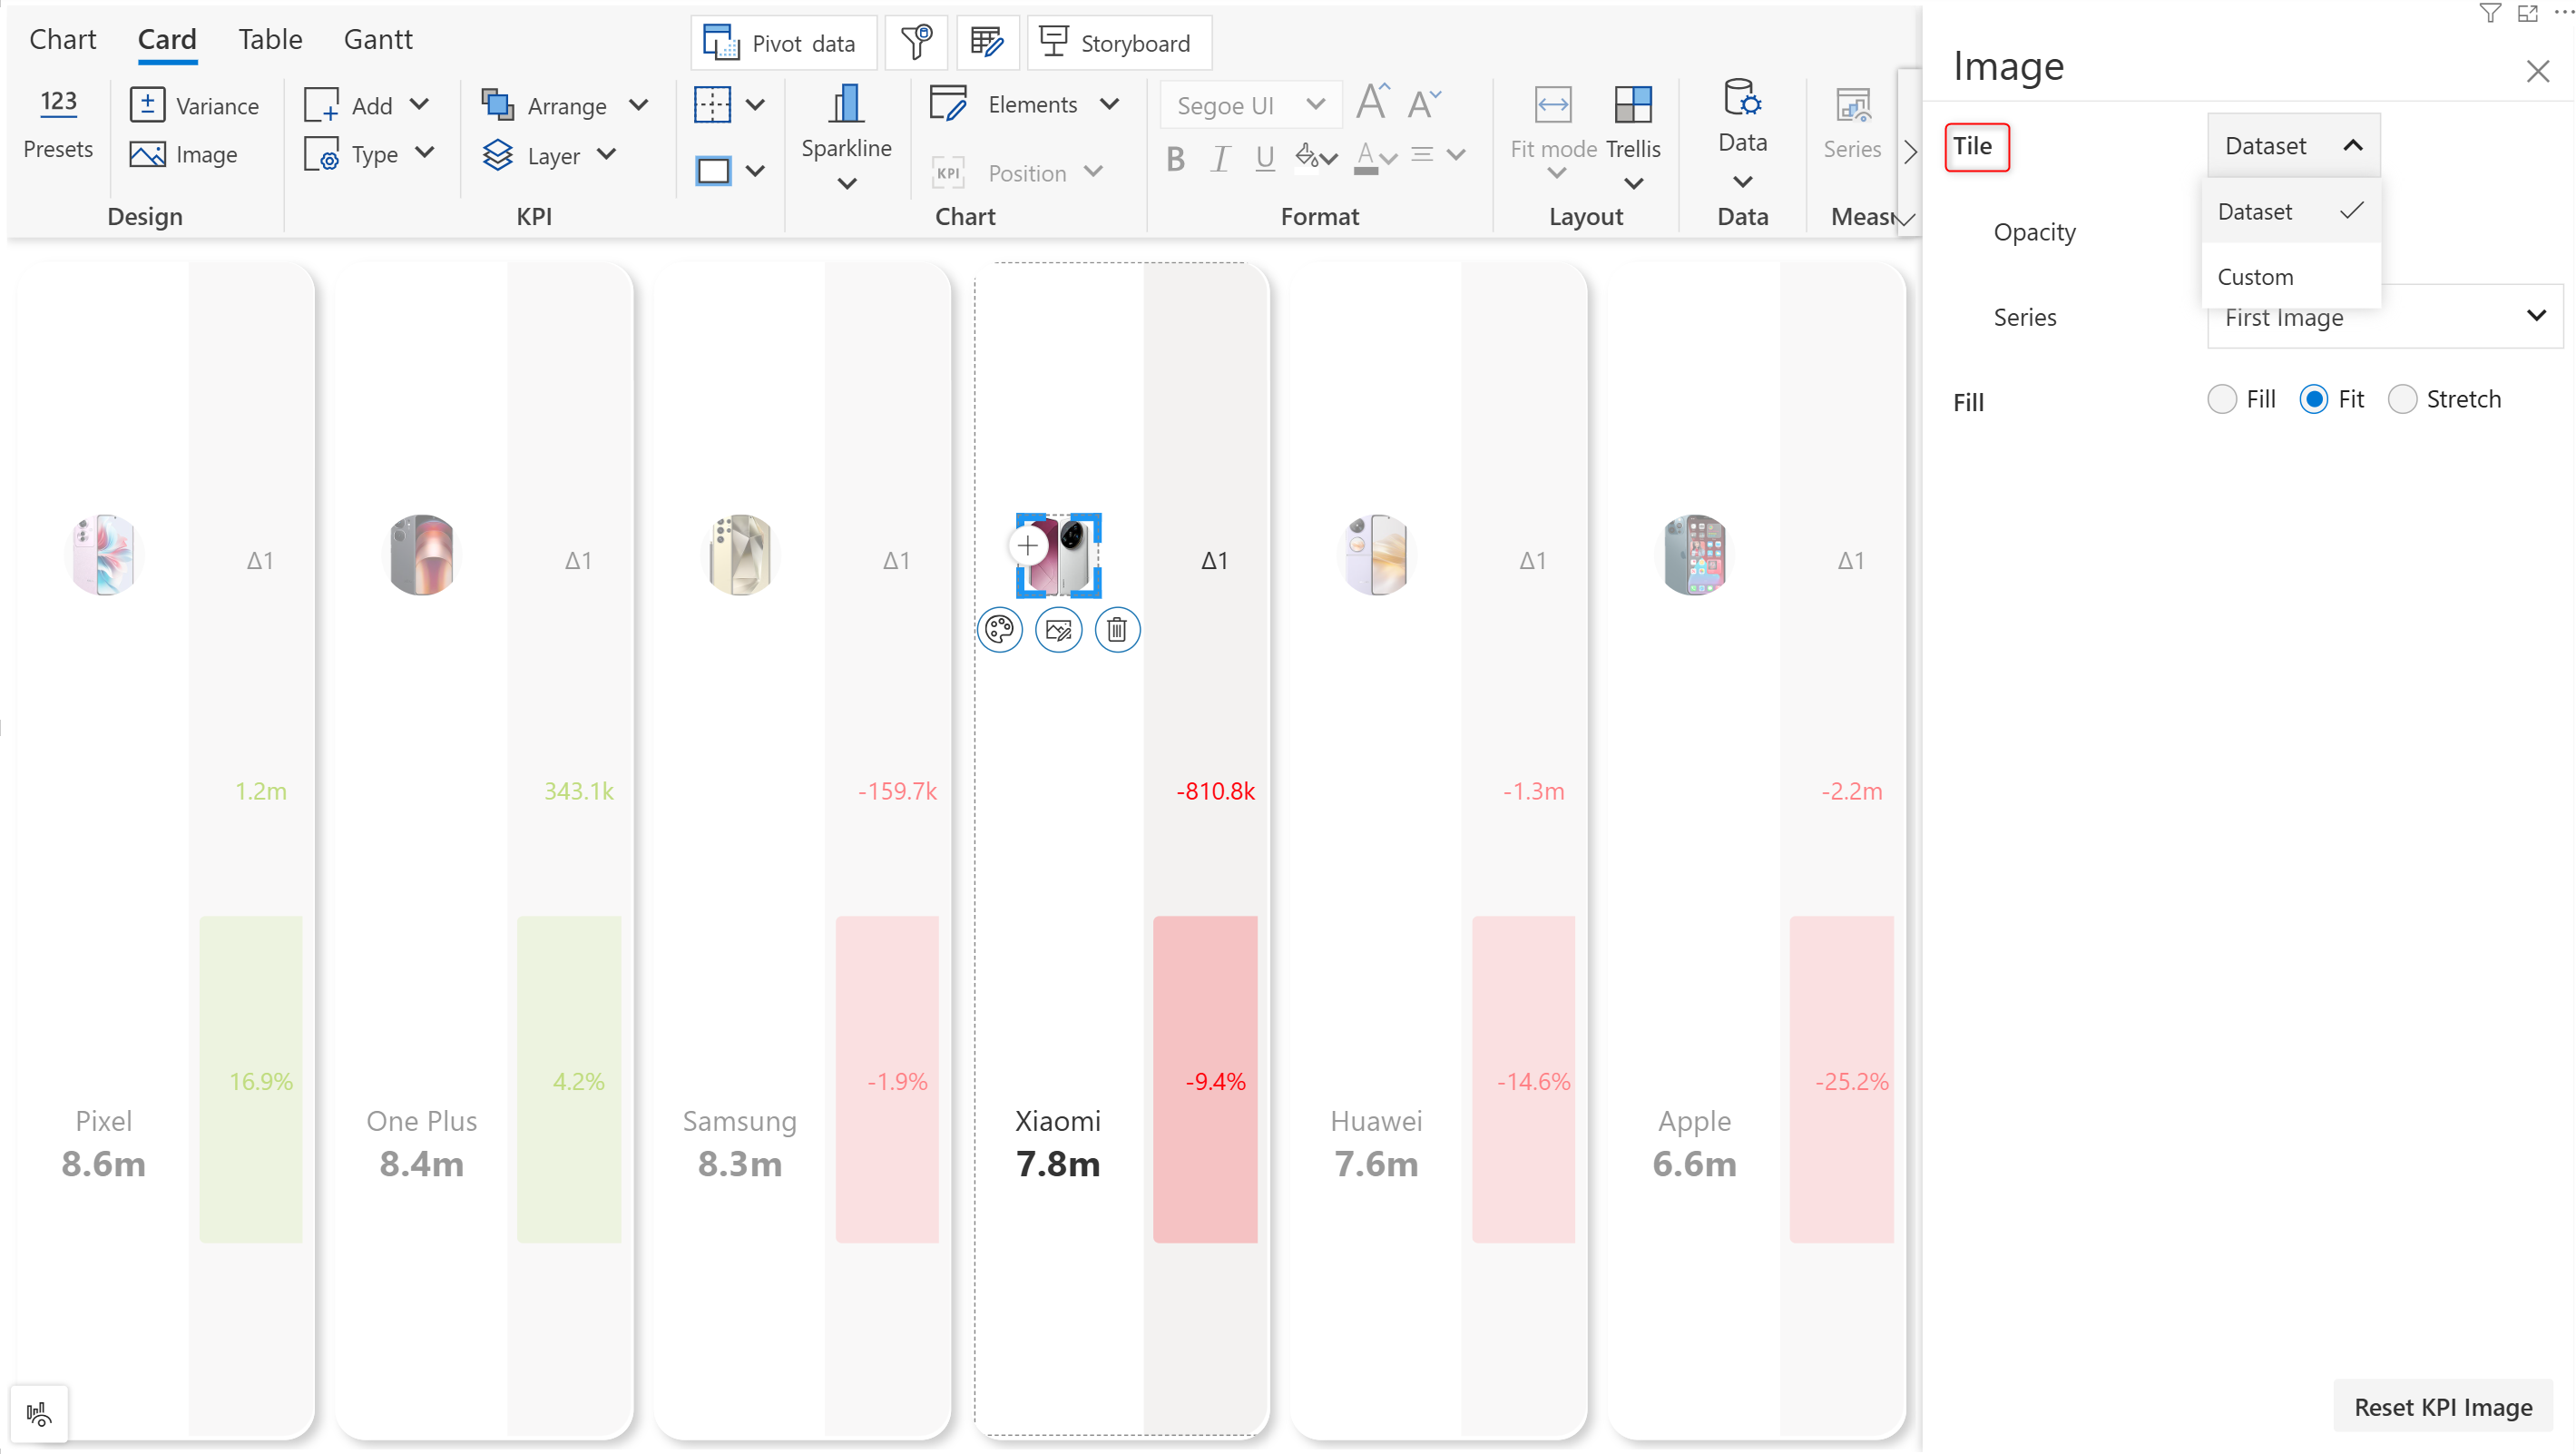 Chart Card Table Gantt
Pivot data
Storyboard
123
Presets
Variance
Image
Design
Add
Type
Arrange
Layer
KPI
Sparkline
Elements
KPI Position
Chart
Segoe UI
A A
B I U A
Format
Fit mode
Trellis
Layout
Data
Data
Series
Meas
Image
Tile
Dataset
Dataset
Custom
Opacity
Series
First Image
Fill
Fill Fit Stretch
Δ1 Δ1 Δ1 Δ1 Δ1 Δ1
1.2m 343.1k -159.7k -810.8k -1.3m -2.2m
16.9% 4.2% -1.9% -9.4% -14.6% -25.2%
Pixel One Plus Samsung Xiaomi Huawei Apple
8.6m 8.4m 8.3m 7.8m 7.6m 6.6m
Reset KPI Image